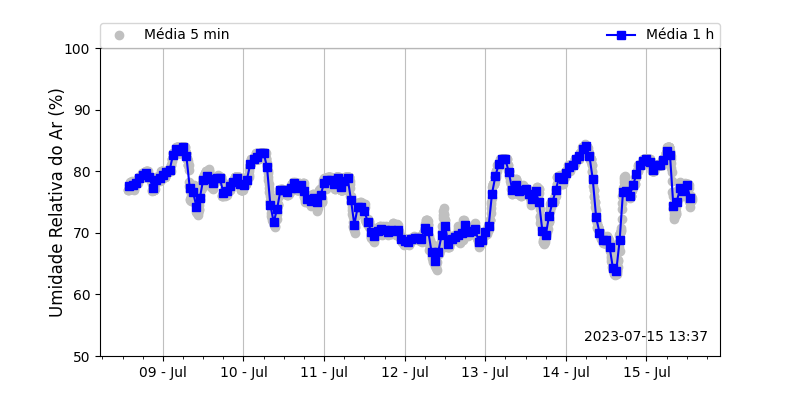 Média 5 min Média 1 h
Umidade Relativa do Ar (%)
100
90
80
70
60
50
2023-07-15 13:37
09 - Jul 10 - Jul 11 - Jul 12 - Jul 13 - Jul 14 - Jul 15 - Jul